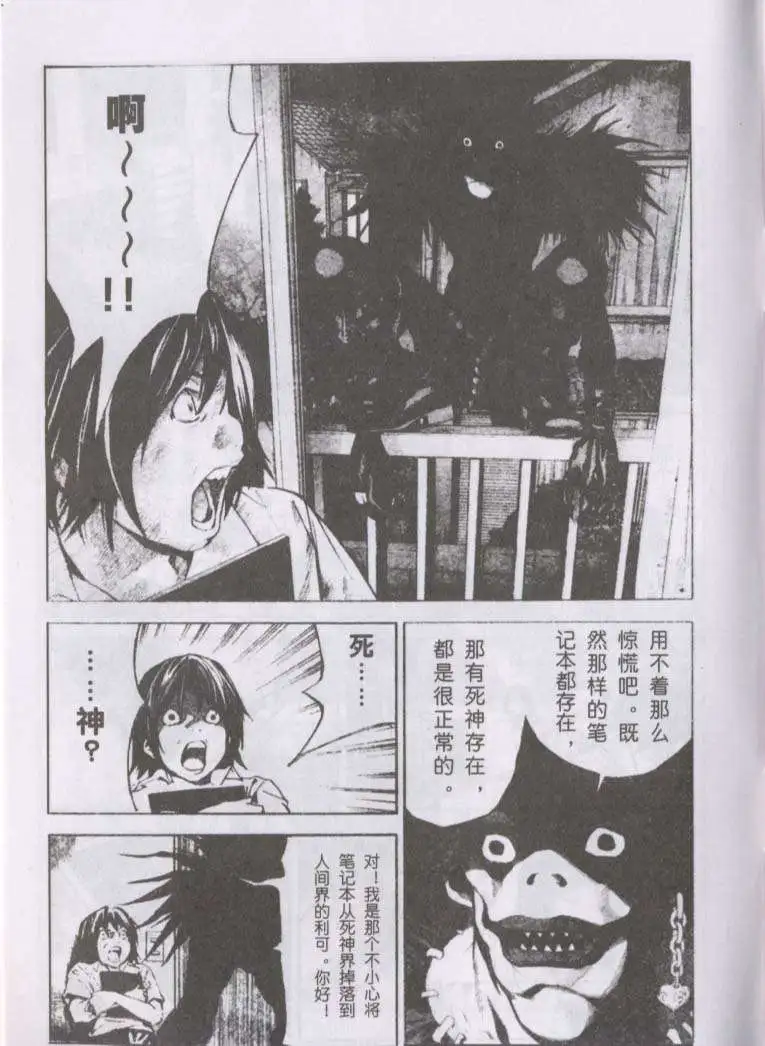 啊～～～!!
用不着那么
惊慌吧。既
然那样的笔
记本都存在，
那有死神存在，
都是很正常的。
死……
……神？
对！我是那个不小心将
笔记本从死神界掉落到
人间界的利可。你好！